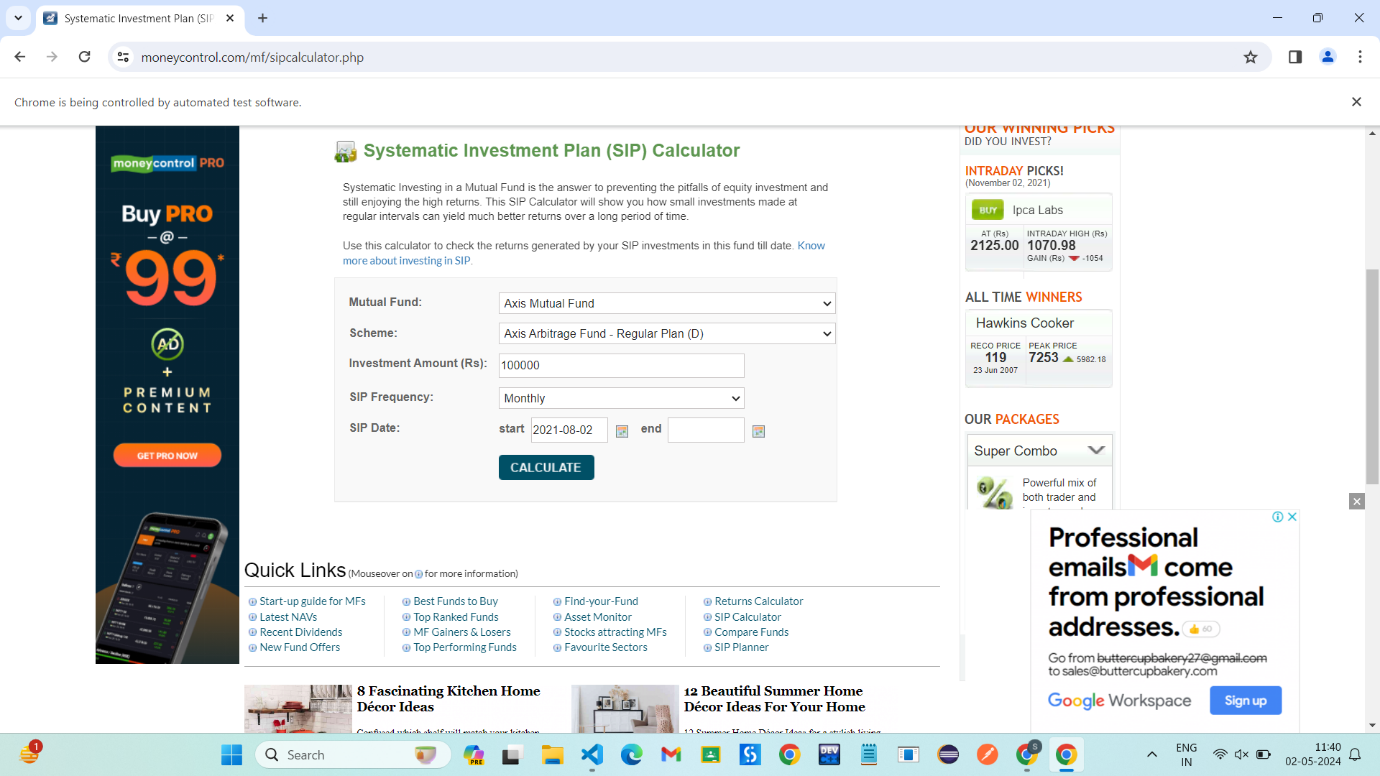 Systematic Investment Plan (SIP
moneycontrol.com/mf/sipcalculator.php
Chrome is being controlled by automated test software.
moneycontrol PRO
Buy PRO
@
₹99*
AD
+
PREMIUM
CONTENT
GET PRO NOW
Systematic Investment Plan (SIP) Calculator
Systematic Investing in a Mutual Fund is the answer to preventing the pitfalls of equity investment and
still enjoying the high returns. This SIP Calculator will show you how small investments made at
regular intervals can yield much better returns over a long period of time.
Use this calculator to check the returns generated by your SIP investments in this fund till date. Know
more about investing in SIP.
Mutual Fund: Axis Mutual Fund
Scheme: Axis Arbitrage Fund - Regular Plan (D)
Investment Amount (Rs): 100000
SIP Frequency: Monthly
SIP Date: start 2021-08-02 end
CALCULATE
OUR WINNING PICKS
DID YOU INVEST?
INTRADAY PICKS!
(November 02, 2021)
BUY Ipca Labs
AT (Rs) INTRADAY HIGH (Rs)
2125.00 1070.98
GAIN (Rs) -1054
ALL TIME WINNERS
Hawkins Cooker
RECO PRICE PEAK PRICE
119 7253 5982.18
23 Jun 2007
OUR PACKAGES
Super Combo
Powerful mix of
both trader and
Quick Links (Mouseover on for more information)
Start-up guide for MFs Best Funds to Buy Find-your-Fund Returns Calculator
Latest NAVs Top Ranked Funds Asset Monitor SIP Calculator
Recent Dividends MF Gainers & Losers Stocks attracting MFs Compare Funds
New Fund Offers Top Performing Funds Favourite Sectors SIP Planner
8 Fascinating Kitchen Home
Décor Ideas
12 Beautiful Summer Home
Décor Ideas For Your Home
Professional
emails come
from professional
addresses. 60
Go from buttercupbakery27@gmail.com
to sales@buttercupbakery.com
Google Workspace Sign up
1
Search
PRE
DEV
S
ENG
IN
11:40
02-05-2024